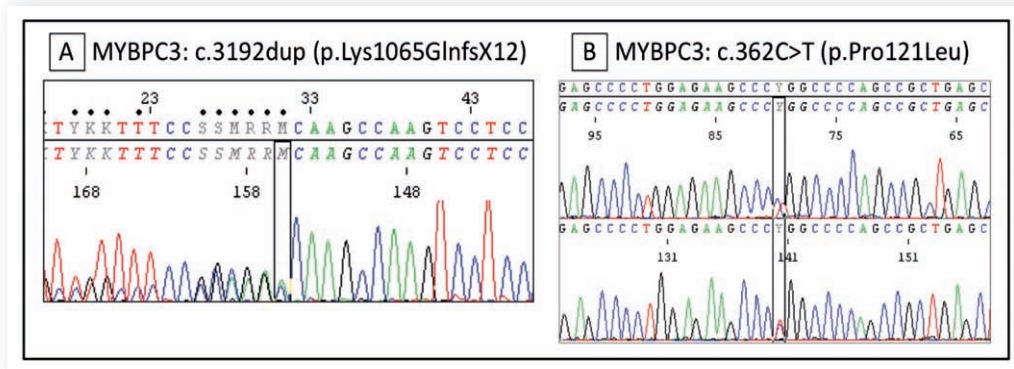 A MYBPC3: c.3192dup (p.Lys1065GlnfsX12)
23 33 43
TYKKTTTCCSSMRRMCAAGCCAAGTCCTCC
TYKKTTTCCSSMRRMCAAGCCAAGTCCTCC
168 158 148
B MYBPC3: c.362C>T (p.Pro121Leu)
GAGCCCCTGGAGAAGCCCYGGCCCCAGCCGCTGAGC
GAGCCCCTGGAGAAGCCCYGGCCCCAGCCGCTGAGC
95 85 75 65
GAGCCCCTGGAGAAGCCCYGGCCCCAGCCGCTGAGC
131 141 151